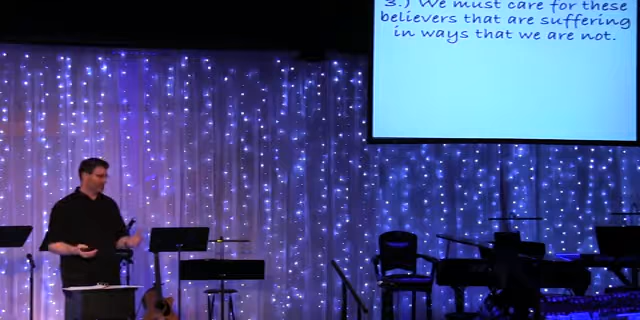 3.) We must care for these
believers that are suffering
in ways that we are not.